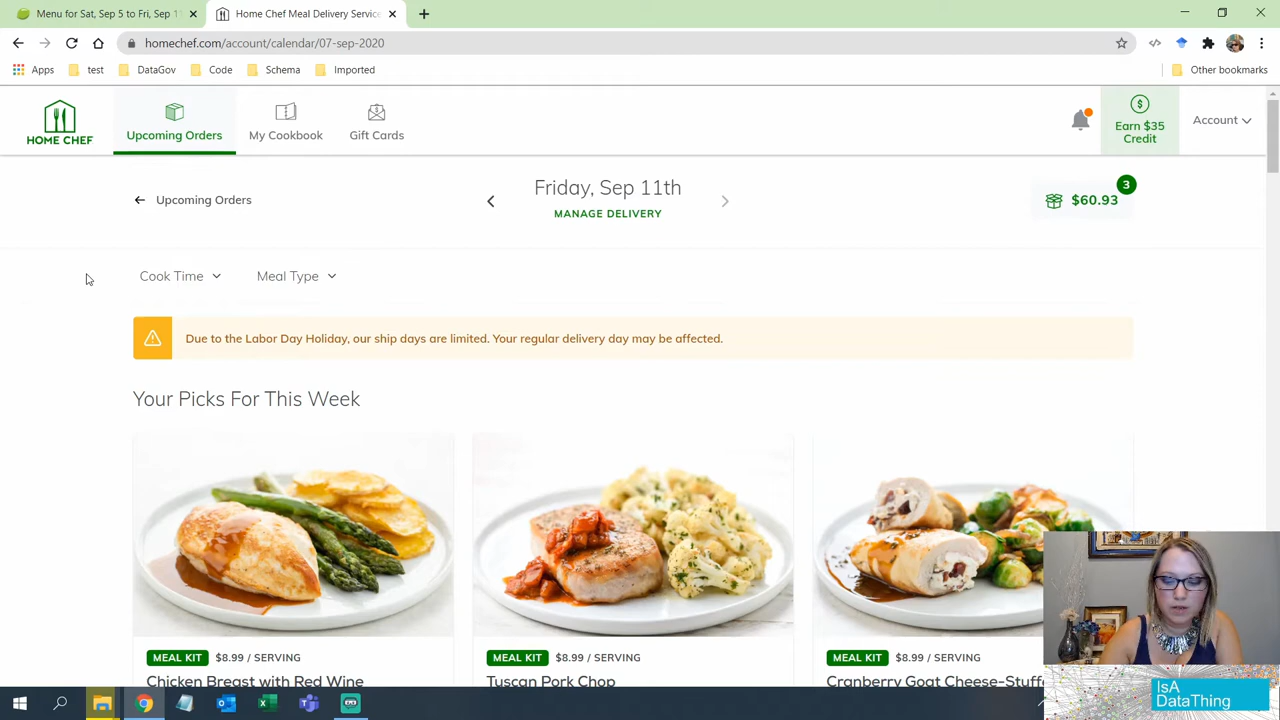 Menu for Sat, Sep 5 to Fri, Sep 11
Home Chef Meal Delivery Service
homechef.com/account/calendar/07-sep-2020
Apps
test
DataGov
Code
Schema
Imported
Other bookmarks
HOME CHEF
Upcoming Orders
My Cookbook
Gift Cards
Earn $35
Credit
Account
Upcoming Orders
Friday, Sep 11th
MANAGE DELIVERY
3
$60.93
Cook Time
Meal Type
Due to the Labor Day Holiday, our ship days are limited. Your regular delivery day may be affected.
Your Picks For This Week
MEAL KIT $8.99 / SERVING
Chicken Breast with Red Wine
MEAL KIT $8.99 / SERVING
Tuscan Pork Chop
MEAL KIT $8.99 / SERVING
Cranberry Goat Cheese-Stuffe
IsA
DataThing